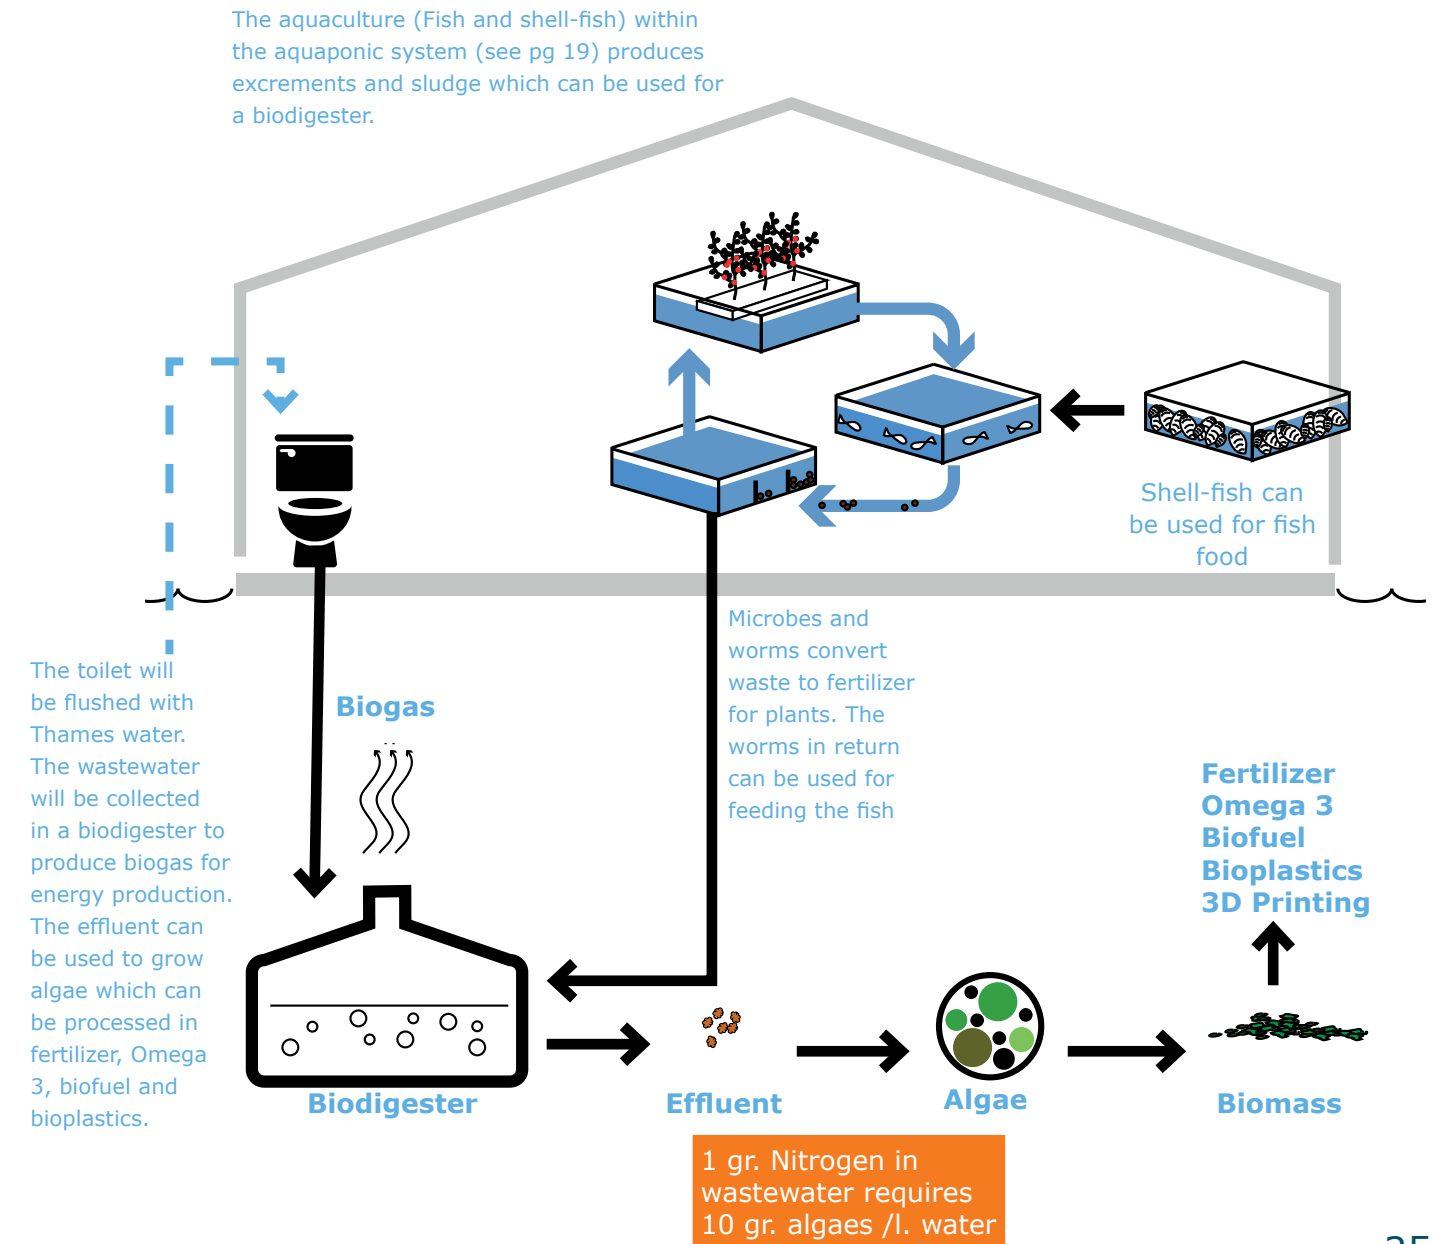 The aquaculture (Fish and shell-fish) within
the aquaponic system (see pg 19) produces
excrements and sludge which can be used for
a biodigester.
Shell-fish can
be used for fish
food
Microbes and
worms convert
waste to fertilizer
for plants. The
worms in return
can be used for
feeding the fish
The toilet will
be flushed with
Thames water.
The wastewater
will be collected
in a biodigester to
produce biogas for
energy production.
The effluent can
be used to grow
algae which can
be processed in
fertilizer, Omega
3, biofuel and
bioplastics.
Biogas
Fertilizer
Omega 3
Biofuel
Bioplastics
3D Printing
Biodigester
Effluent
Algae
Biomass
1 gr. Nitrogen in
wastewater requires
10 gr. algaes /l. water